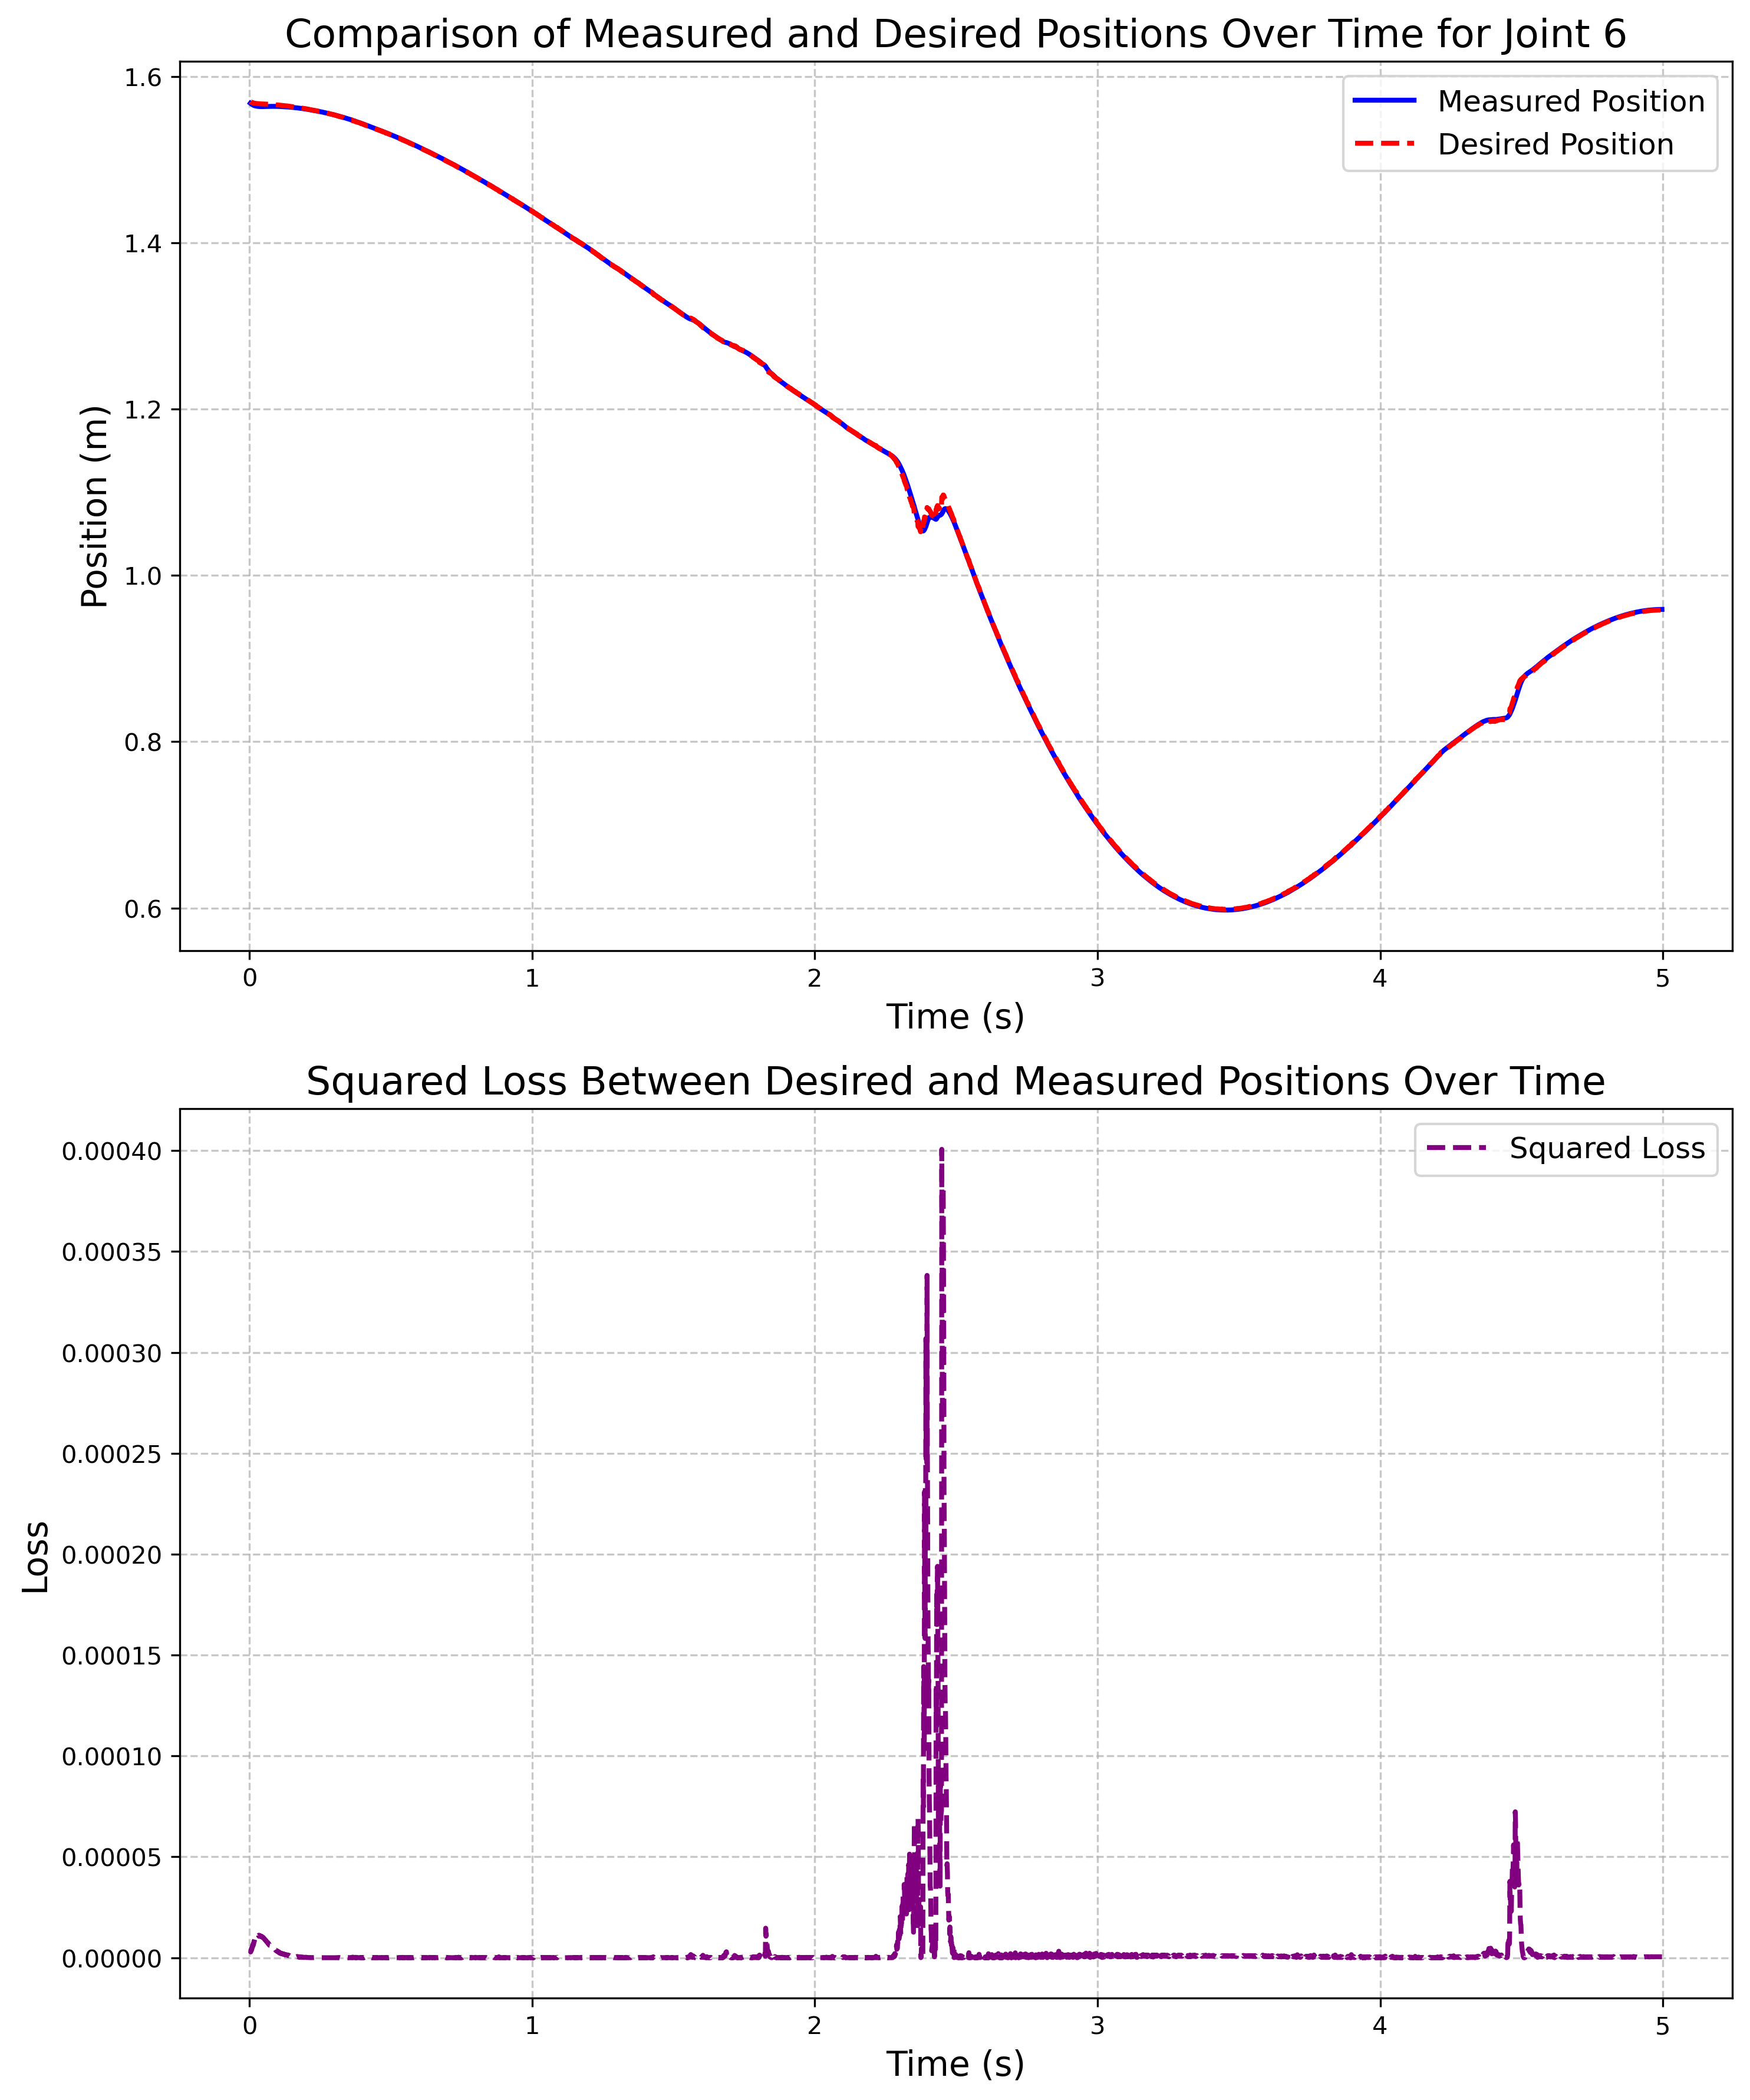 Comparison of Measured and Desired Positions Over Time for Joint 6
Measured Position
Desired Position
Position (m)
1.6
1.4
1.2
1.0
0.8
0.6
0 1 2 3 4 5
Time (s)
Squared Loss Between Desired and Measured Positions Over Time
Squared Loss
Loss
0.00040
0.00035
0.00030
0.00025
0.00020
0.00015
0.00010
0.00005
0.00000
0 1 2 3 4 5
Time (s)